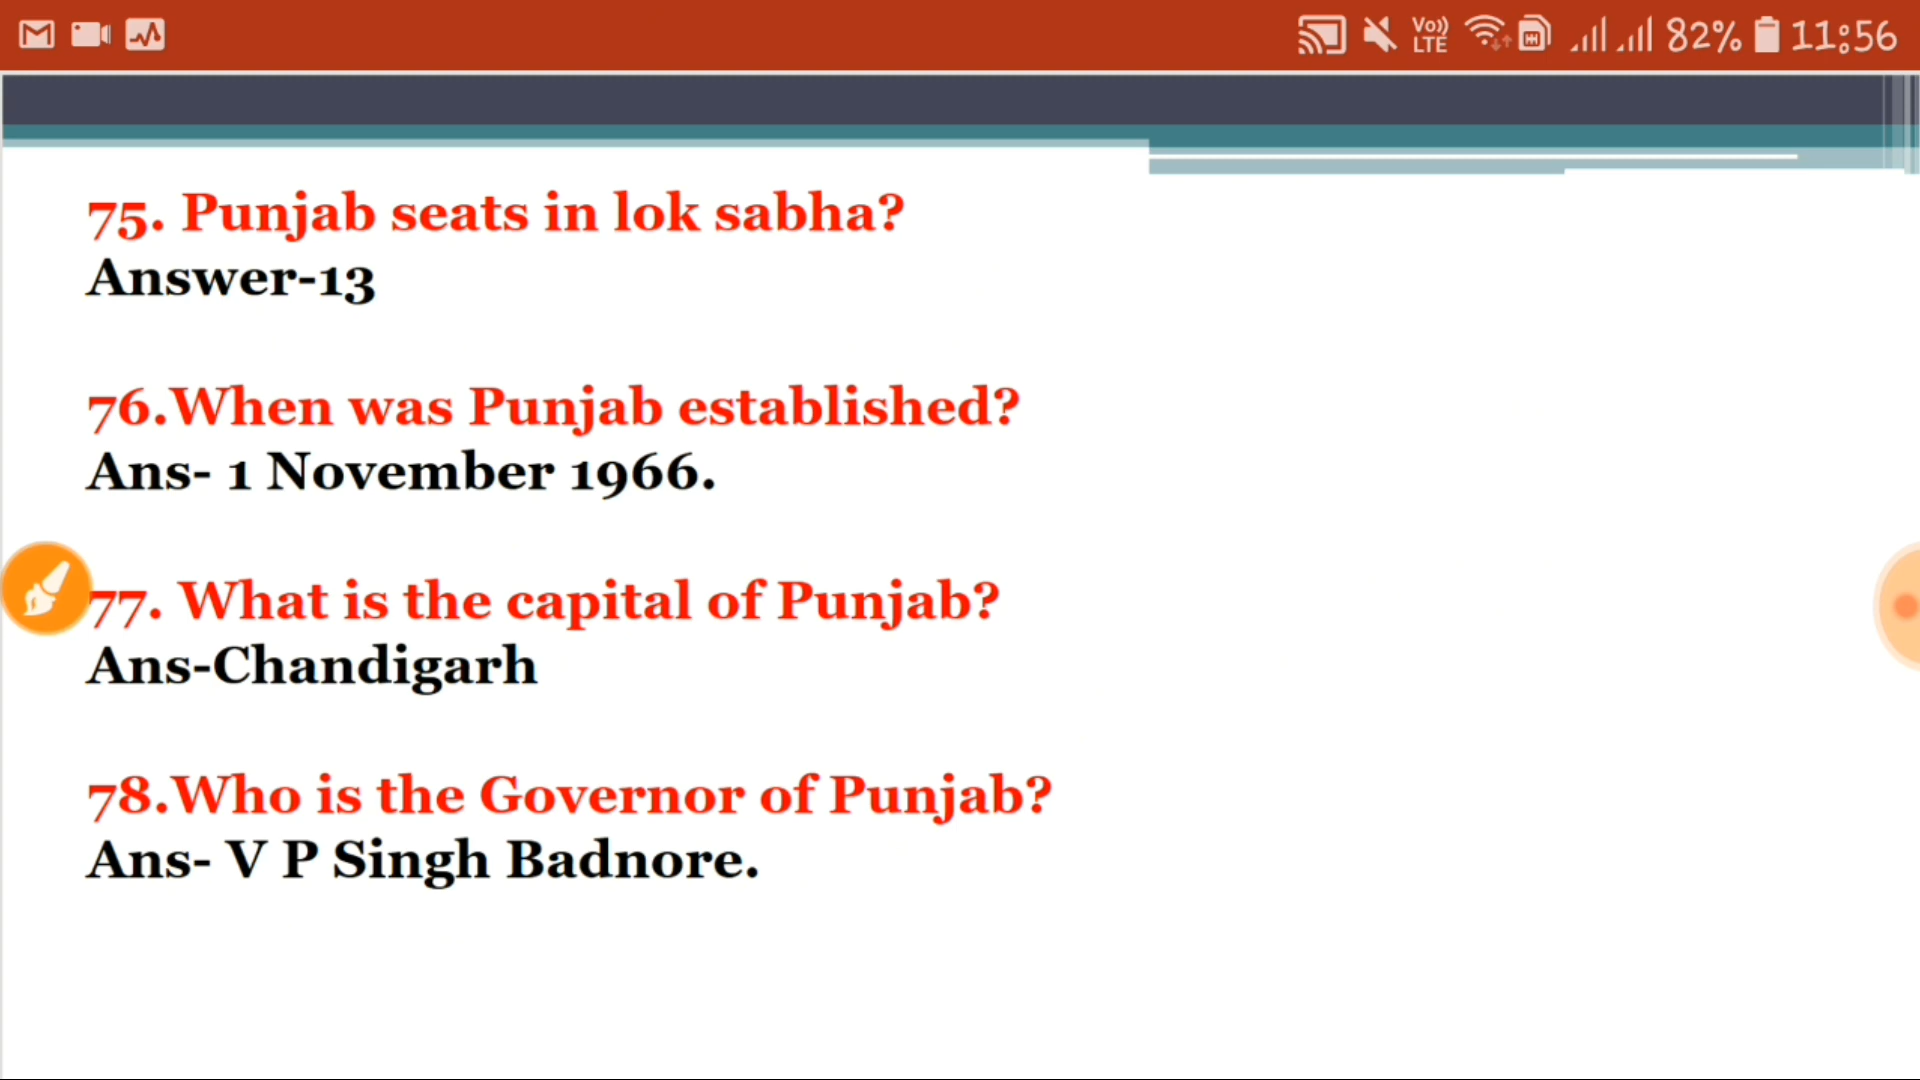 Vo)) LTE 82% 11:56
75. Punjab seats in lok sabha?
Answer-13
76.When was Punjab established?
Ans- 1 November 1966.
77. What is the capital of Punjab?
Ans-Chandigarh
78.Who is the Governor of Punjab?
Ans- V P Singh Badnore.